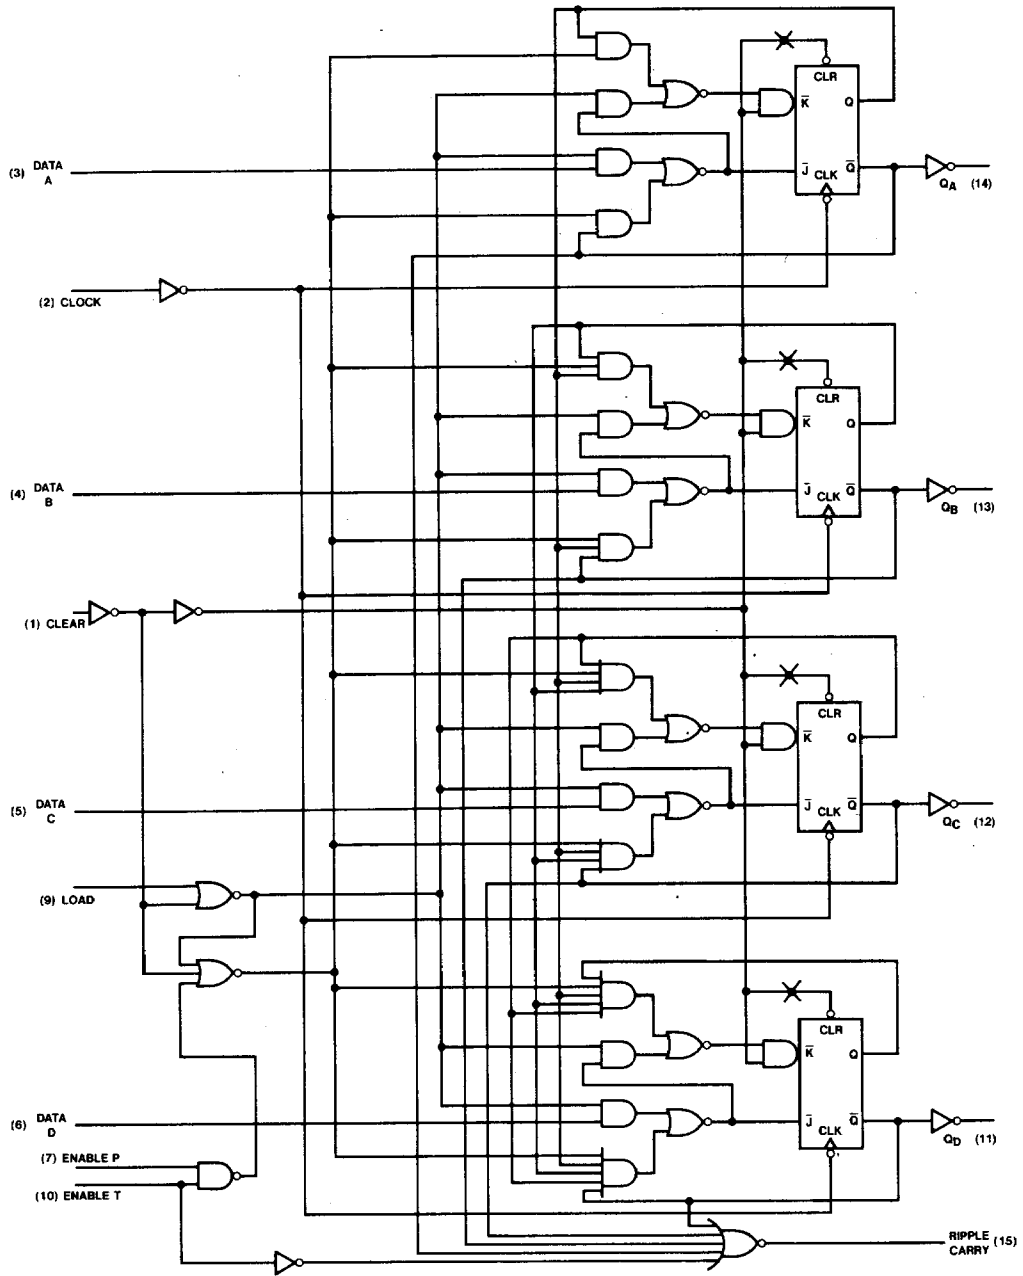 CLR
K̅ Q
(3) DATA
A
J̅ CLK Q̅
QA (14)
(2) CLOCK
CLR
K̅ Q
(4) DATA
B
J̅ CLK Q̅
QB (13)
(1) CLEAR
CLR
K̅ Q
(5) DATA
C
J̅ CLK Q̅
QC (12)
(9) LOAD
CLR
K̅ Q
(6) DATA
D
J̅ CLK Q̅
QD (11)
(7) ENABLE P
(10) ENABLE T
RIPPLE
CARRY (15)